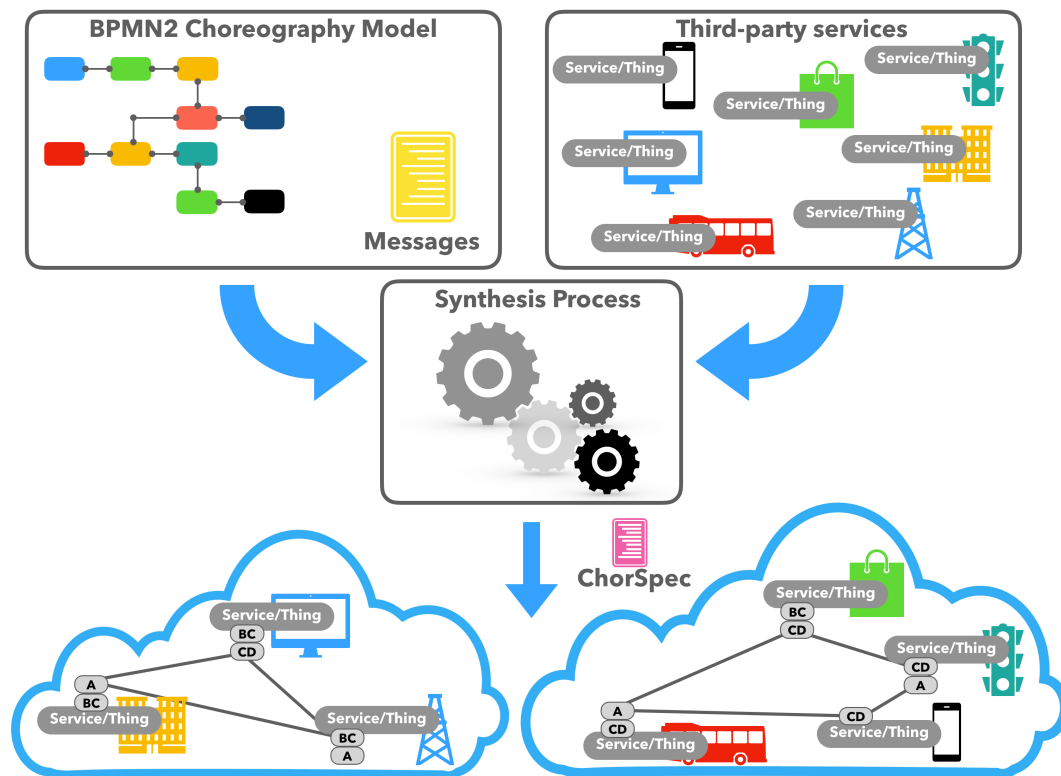 BPMN2 Choreography Model
Messages
Third-party services
Service/Thing
Service/Thing
Service/Thing
Service/Thing
Service/Thing
Service/Thing
Service/Thing
Synthesis Process
ChorSpec
Service/Thing
BC
CD
A
BC
Service/Thing
Service/Thing
BC
A
Service/Thing
BC
CD
Service/Thing
CD
A
A
CD
Service/Thing
CD
Service/Thing